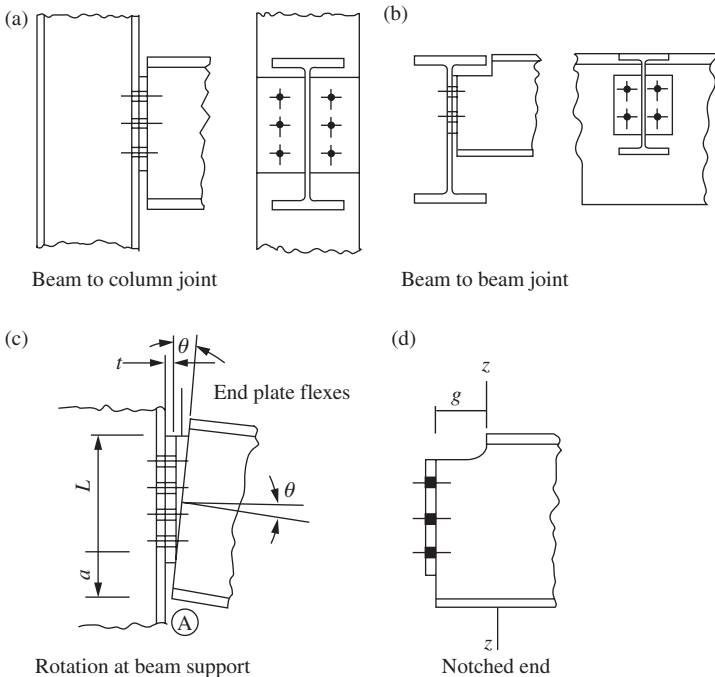 (a)
(b)
Beam to column joint
Beam to beam joint
(c)
θ
t
End plate flexes
L
θ
a
A
Rotation at beam support
(d)
z
g
z
Notched end